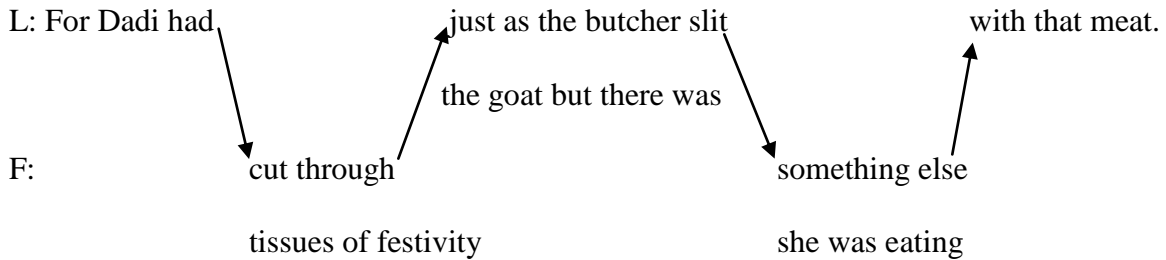 L: For Dadi had just as the butcher slit with that meat.
the goat but there was
F: cut through something else
tissues of festivity she was eating